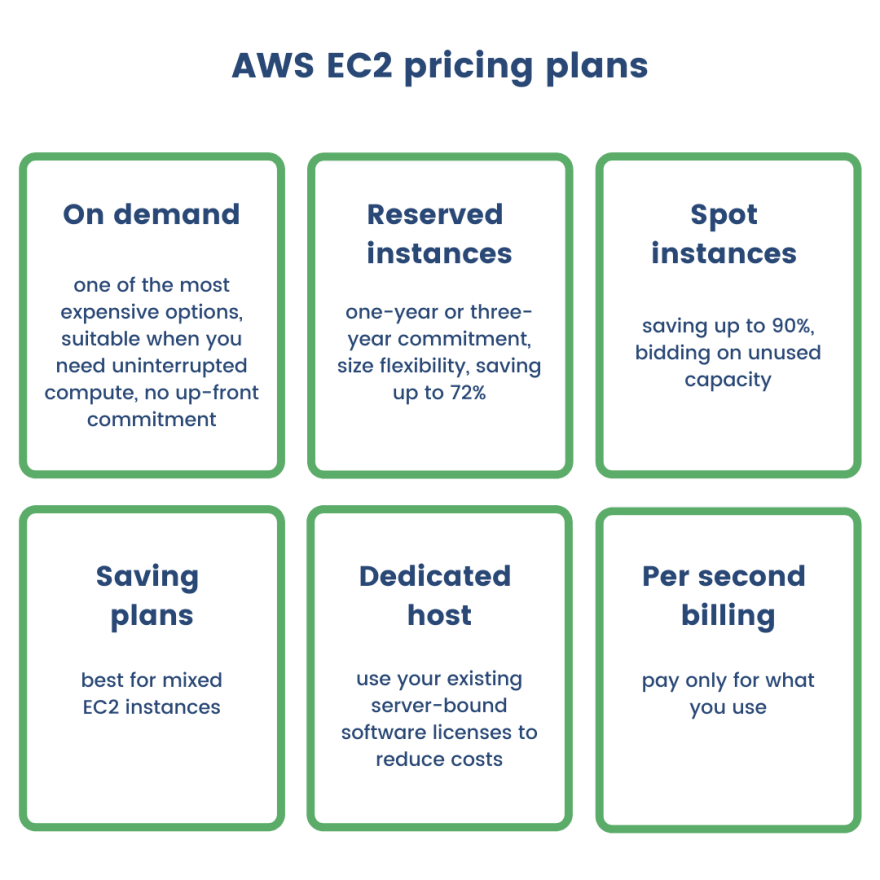 AWS EC2 pricing plans
On demand
one of the most
expensive options,
suitable when you
need uninterrupted
compute, no up-front
commitment
Reserved
instances
one-year or three-
year commitment,
size flexibility, saving
up to 72%
Spot
instances
saving up to 90%,
bidding on unused
capacity
Saving
plans
best for mixed
EC2 instances
Dedicated
host
use your existing
server-bound
software licenses to
reduce costs
Per second
billing
pay only for what
you use